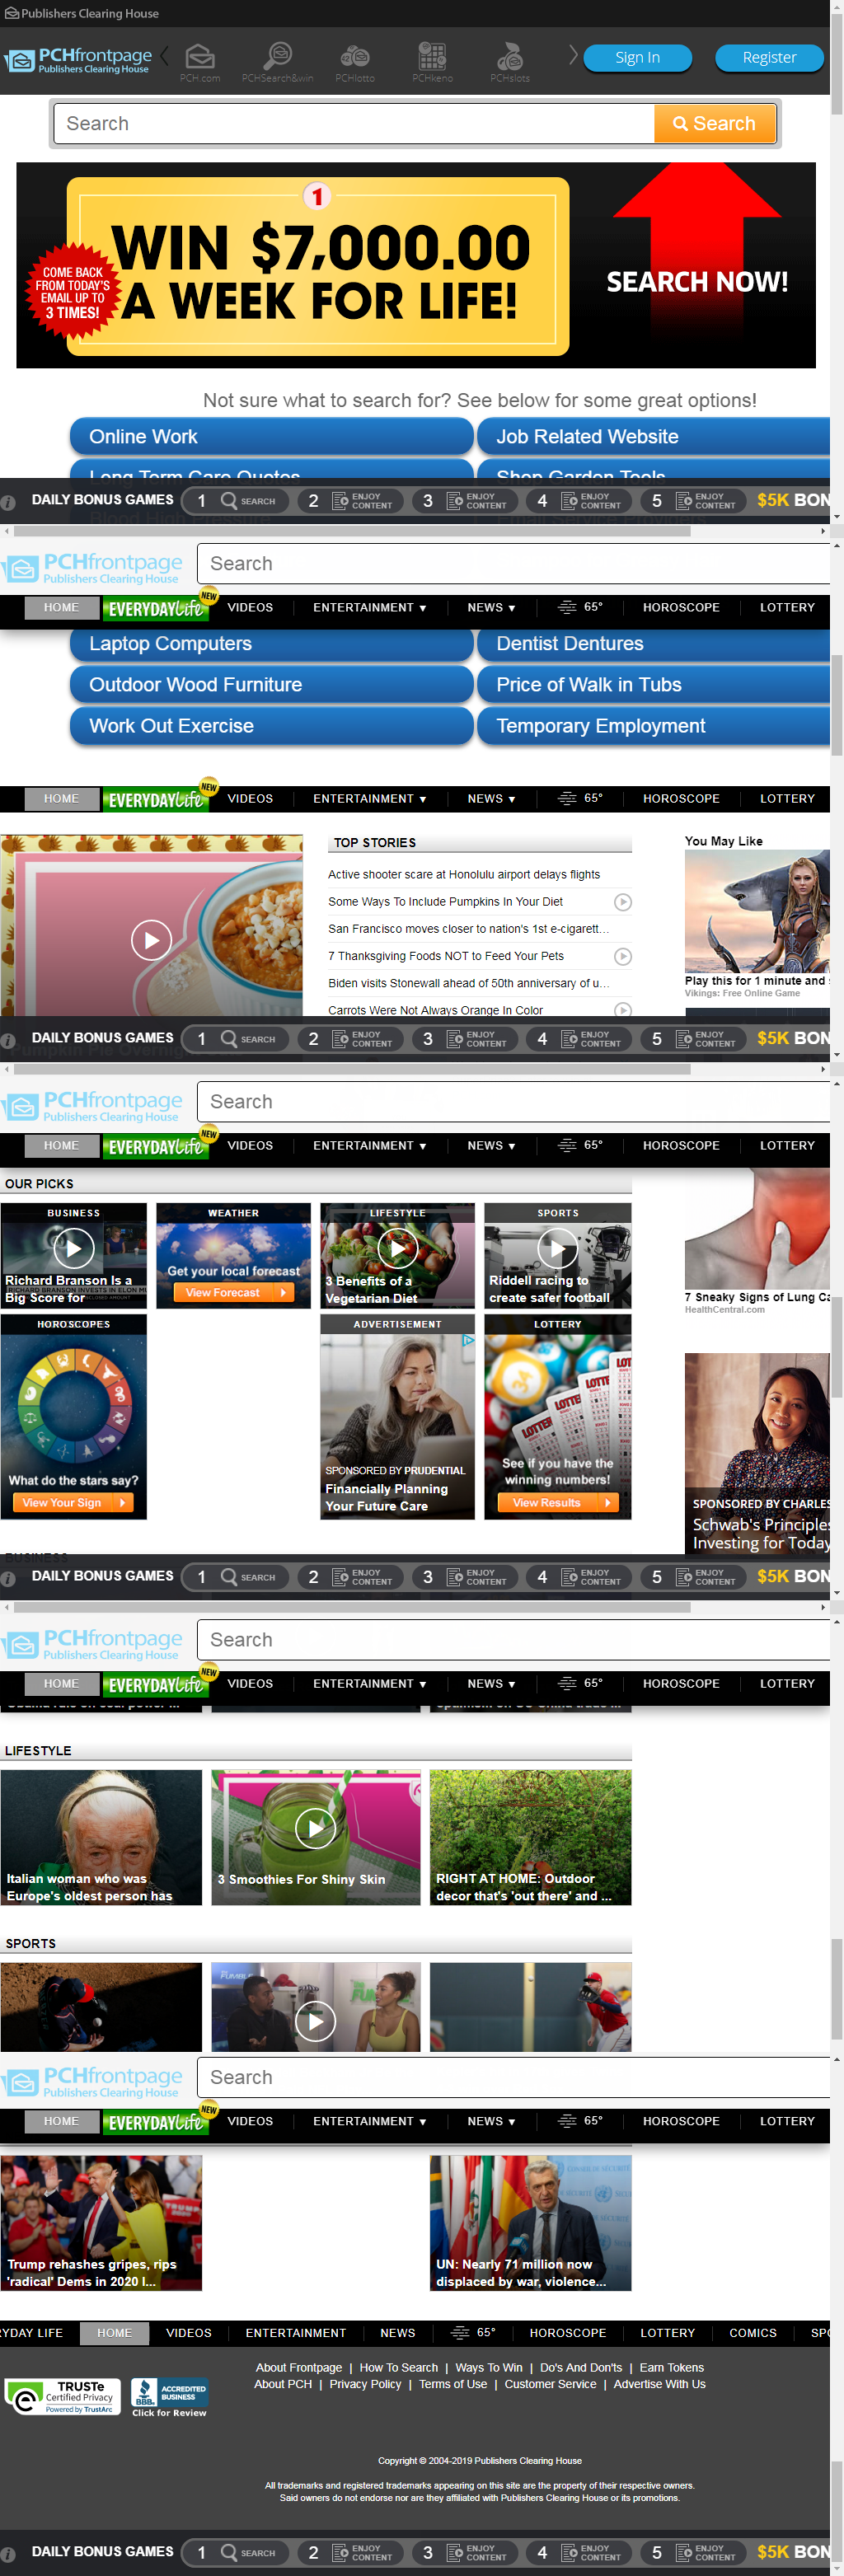 Publishers Clearing House
PCHfrontpage
Publishers Clearing House
PCH.com
PCHSearch&win
PCHlotto
PCHkeno
PCHslots
Sign In
Register
Search
Search
1
WIN $7,000.00
A WEEK FOR LIFE!
COME BACK
FROM TODAY'S
EMAIL UP TO
3 TIMES!
SEARCH NOW!
Not sure what to search for? See below for some great options!
Online Work
Job Related Website
Long Term Care Quotes
Shop Garden Tools
Blood High Pressure
Email Service Providers
DAILY BONUS GAMES 1 SEARCH 2 ENJOY CONTENT 3 ENJOY CONTENT 4 ENJOY CONTENT 5 ENJOY CONTENT $5K BON
PCHfrontpage
Publishers Clearing House
Search
HOME EVERYDAY Life NEW VIDEOS ENTERTAINMENT ▼ NEWS ▼ 65° HOROSCOPE LOTTERY
Laptop Computers
Dentist Dentures
Outdoor Wood Furniture
Price of Walk in Tubs
Work Out Exercise
Temporary Employment
HOME EVERYDAY Life NEW VIDEOS ENTERTAINMENT ▼ NEWS ▼ 65° HOROSCOPE LOTTERY
TOP STORIES
Active shooter scare at Honolulu airport delays flights
Some Ways To Include Pumpkins In Your Diet
San Francisco moves closer to nation's 1st e-cigarett...
7 Thanksgiving Foods NOT to Feed Your Pets
Biden visits Stonewall ahead of 50th anniversary of u...
Carrots Were Not Always Orange In Color
You May Like
Play this for 1 minute and
Vikings: Free Online Game
Pumpkin Pie Overnig
DAILY BONUS GAMES 1 SEARCH 2 ENJOY CONTENT 3 ENJOY CONTENT 4 ENJOY CONTENT 5 ENJOY CONTENT $5K BON
PCHfrontpage
Publishers Clearing House
Search
HOME EVERYDAY Life NEW VIDEOS ENTERTAINMENT ▼ NEWS ▼ 65° HOROSCOPE LOTTERY
OUR PICKS
BUSINESS
Richard Branson Is a
Big Score for
WEATHER
Get your local forecast
View Forecast
LIFESTYLE
3 Benefits of a
Vegetarian Diet
SPORTS
Riddell racing to
create safer football
7 Sneaky Signs of Lung Ca
HealthCentral.com
HOROSCOPES
What do the stars say?
View Your Sign
ADVERTISEMENT
SPONSORED BY PRUDENTIAL
Financially Planning
Your Future Care
LOTTERY
See if you have the
winning numbers!
View Results
SPONSORED BY CHARLES
Schwab's Principles
Investing for Today
BUSINESS
DAILY BONUS GAMES 1 SEARCH 2 ENJOY CONTENT 3 ENJOY CONTENT 4 ENJOY CONTENT 5 ENJOY CONTENT $5K BON
PCHfrontpage
Publishers Clearing House
Search
HOME EVERYDAY Life NEW VIDEOS ENTERTAINMENT ▼ NEWS ▼ 65° HOROSCOPE LOTTERY
LIFESTYLE
Italian woman who was
Europe's oldest person has
3 Smoothies For Shiny Skin
RIGHT AT HOME: Outdoor
decor that's 'out there' and ...
SPORTS
PCHfrontpage
Publishers Clearing House
Search
HOME EVERYDAY Life NEW VIDEOS ENTERTAINMENT ▼ NEWS ▼ 65° HOROSCOPE LOTTERY
Trump rehashes gripes, rips
'radical' Dems in 2020 l...
UN: Nearly 71 million now
displaced by war, violence...
RYDAY LIFE HOME VIDEOS ENTERTAINMENT NEWS 65° HOROSCOPE LOTTERY COMICS SPO
About Frontpage | How To Search | Ways To Win | Do's And Don'ts | Earn Tokens
About PCH | Privacy Policy | Terms of Use | Customer Service | Advertise With Us
TRUSTe
Certified Privacy
Powered by TrustArc
BBB
ACCREDITED
BUSINESS
Click for Review
Copyright © 2004-2019 Publishers Clearing House
All trademarks and registered trademarks appearing on this site are the property of their respective owners.
Said owners do not endorse nor are they affiliated with Publishers Clearing House or its promotions.
DAILY BONUS GAMES 1 SEARCH 2 ENJOY CONTENT 3 ENJOY CONTENT 4 ENJOY CONTENT 5 ENJOY CONTENT $5K BON